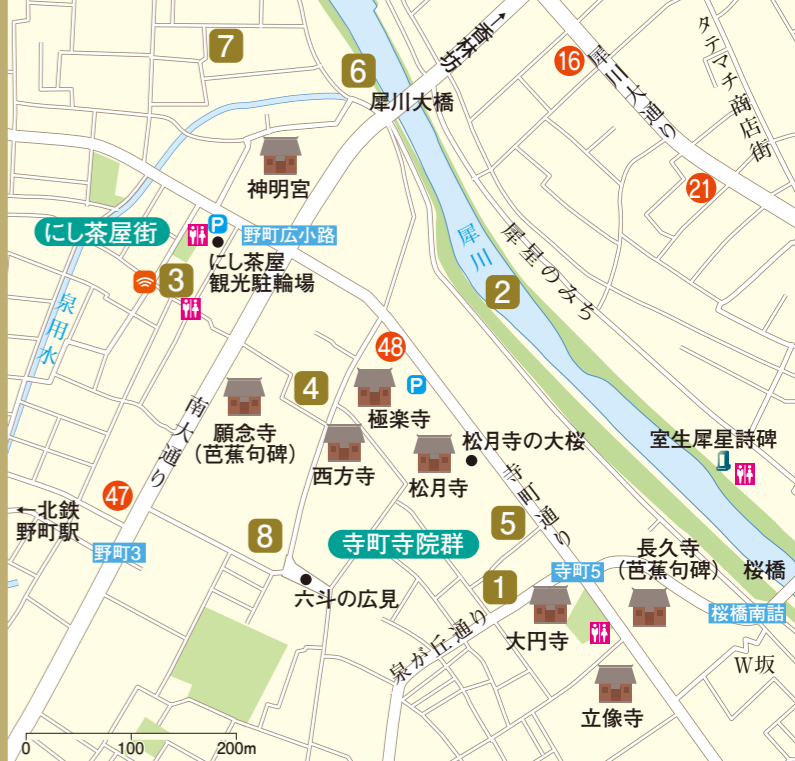 7
6
←香林坊
16
犀川大通り
タテマチ商店街
犀川大橋
神明宮
21
にし茶屋街
P
野町広小路
にし茶屋
観光駐輪場
3
犀川
犀星のみち
2
泉用水
48
4
P
極楽寺
南大通り
願念寺
(芭蕉句碑)
西方寺
松月寺の大桜
松月寺
室生犀星詩碑
寺町通り
47
←北鉄
野町駅
野町3
8
寺町寺院群
5
長久寺
(芭蕉句碑)
桜橋
寺町5
1
六斗の広見
桜橋南詰
大円寺
泉が丘通り
W坂
立像寺
0
100
200m